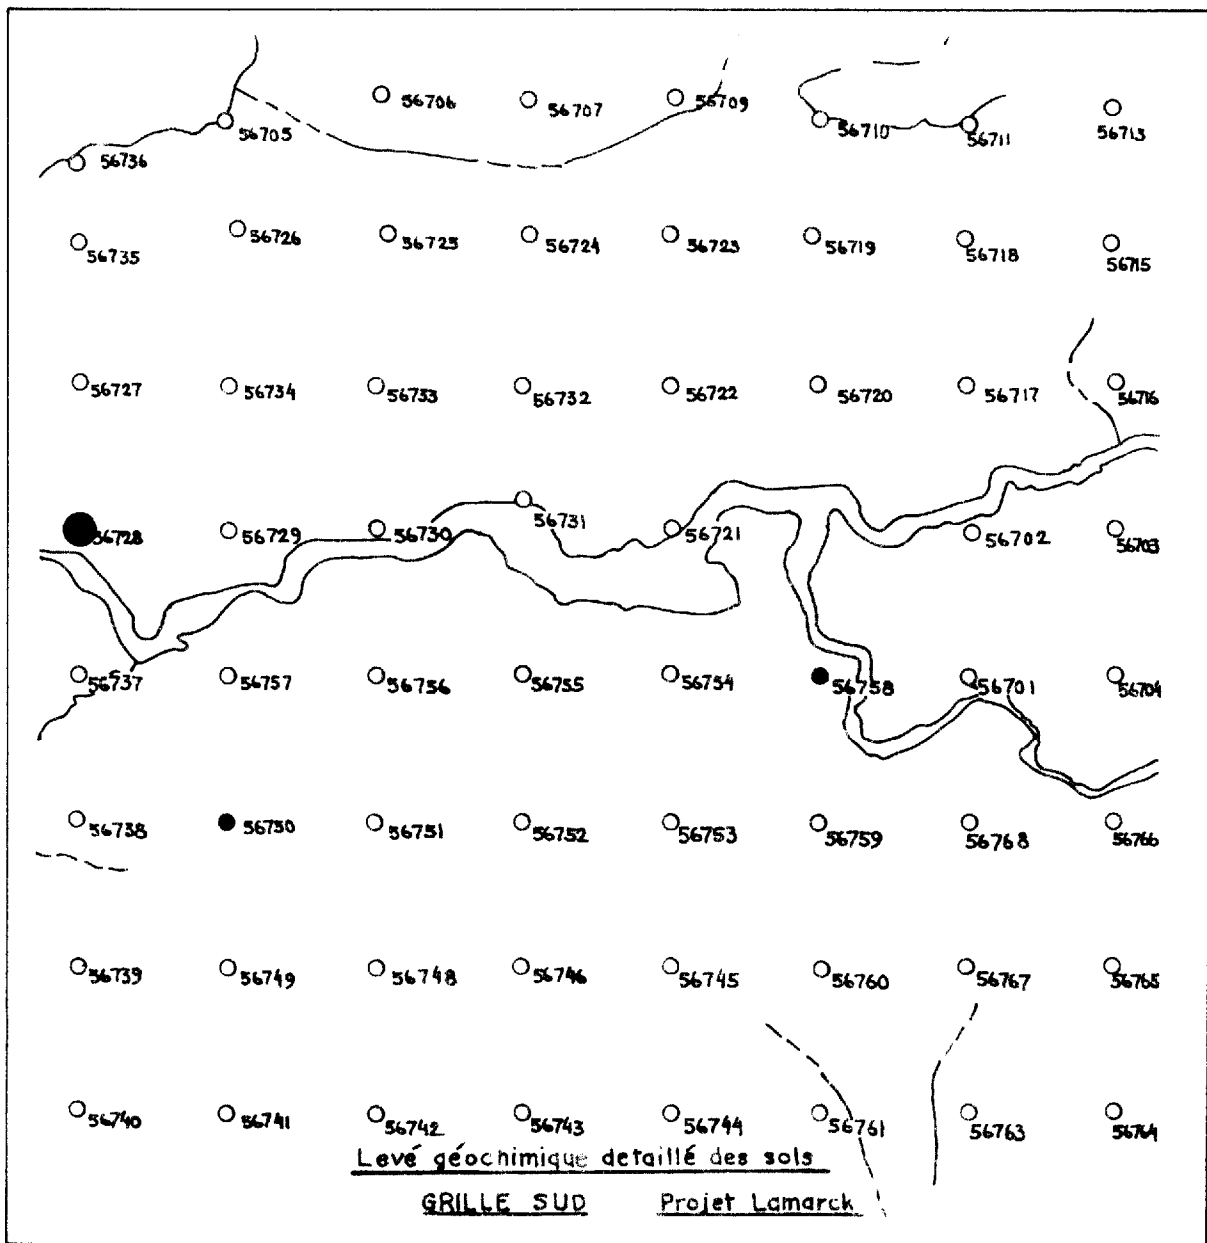 56706 56707 56709
56705 56710 56711 56713
56736
56726 56725 56724 56723 56719 56718 56715
56735
56727 56734 56733 56732 56722 56720 56717 56716
56731
56728 56729 56730 56721 56702 56703
56737 56757 56756 56755 56754 56758 56701 56704
56738 56750 56751 56752 56753 56759 56768 56766
56739 56749 56748 56746 56745 56760 56767 56765
56740 56741 56742 56743 56744 56761 56763 56764
Levé géochimique detaillé des sols
GRILLE SUD Projet Lamarck